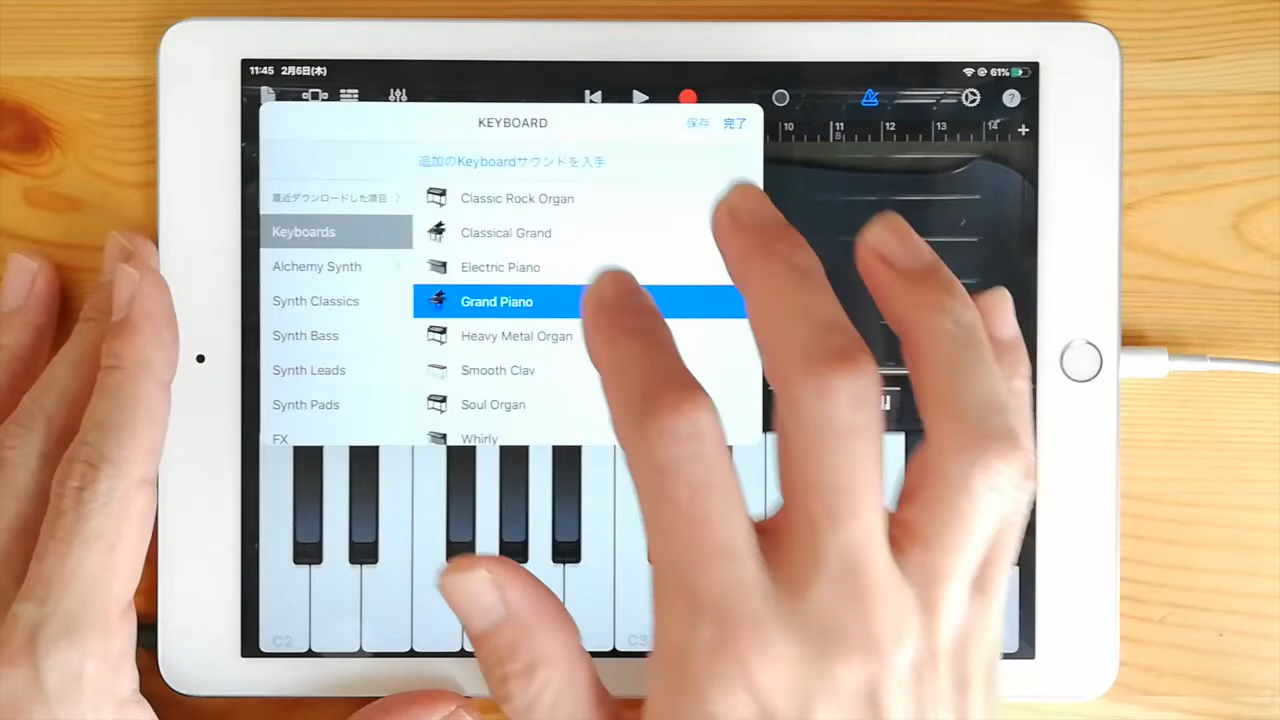 11:45 2月6日(木)
61%
?
KEYBOARD
保存 完了
10 11 12 13 14 +
追加のKeyboardサウンドを入手
最近ダウンロードした項目
Keyboards
Alchemy Synth
Synth Classics
Synth Bass
Synth Leads
Synth Pads
FX
Classic Rock Organ
Classical Grand
Electric Piano
Grand Piano
Heavy Metal Organ
Smooth Clav
Soul Organ
Whirly
C2 C3